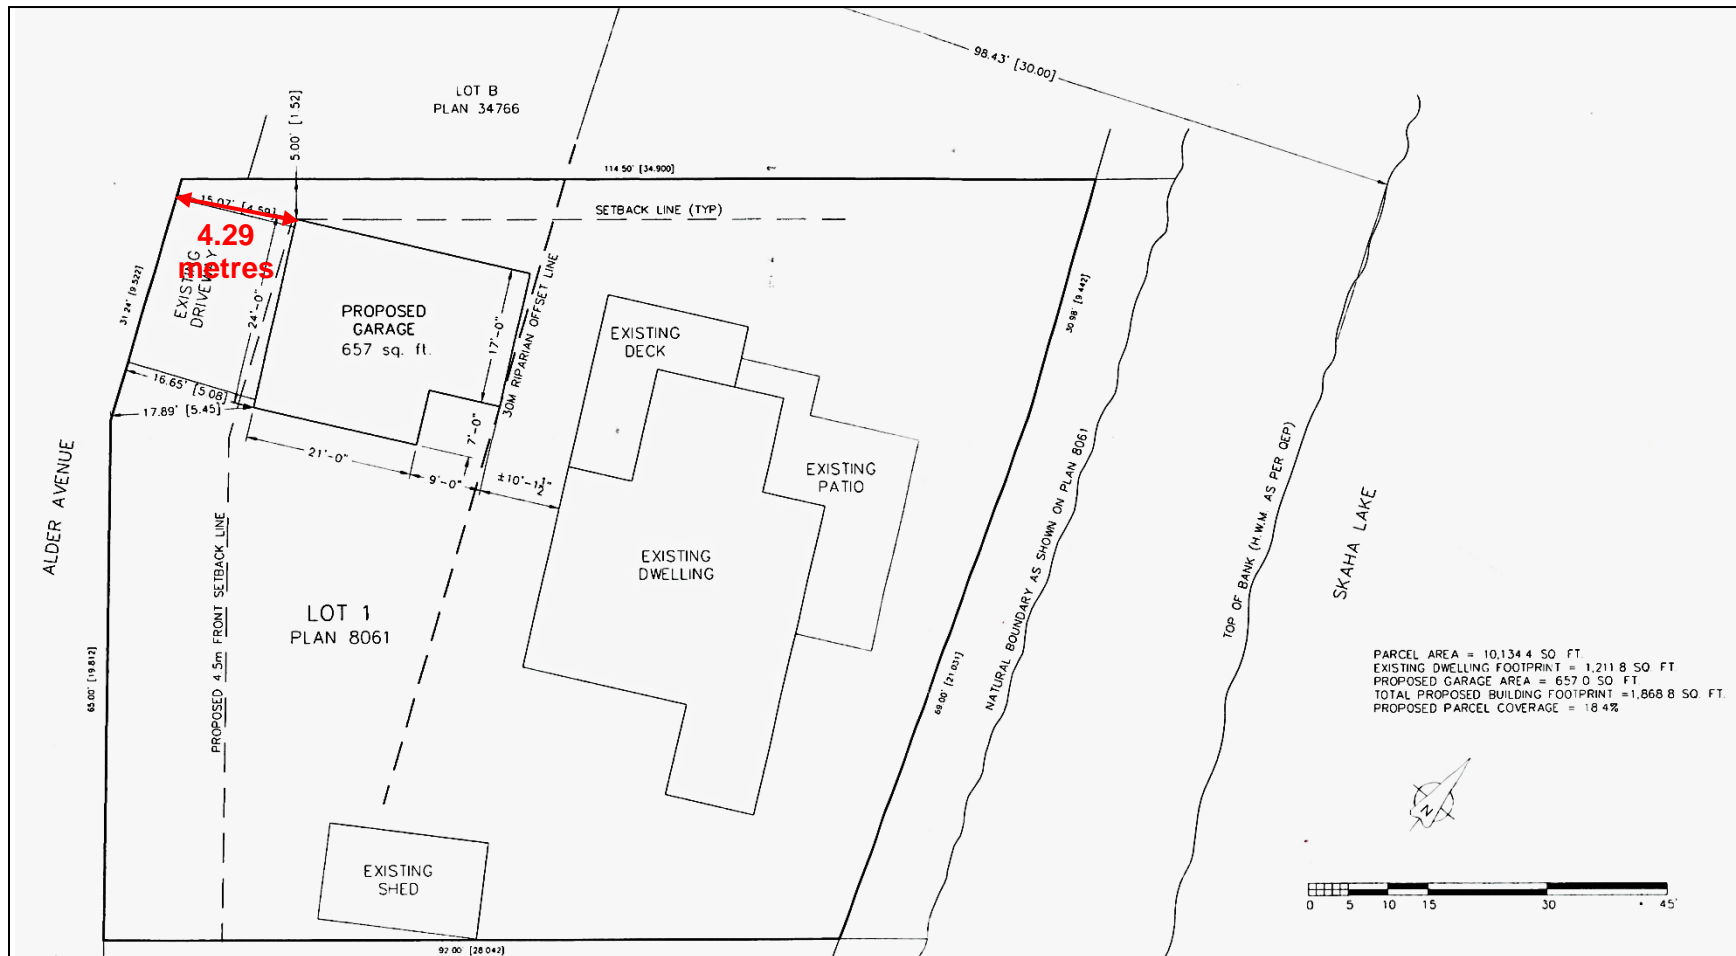 98.43' [30.00]
LOT B
PLAN 34766
5.00' [1.52]
114 50' [34.900]
SETBACK LINE (TYP)
15.07' [4.59]
4.29
metres
EXISTING
DRIVEWAY
31 24' [9.522]
24'-0"
PROPOSED
GARAGE
657 sq. ft.
17'-0"
30M RIPARIAN OFFSET LINE
EXISTING
DECK
30 98' [9.442]
16.65' [5.08]
17.89' [5.45]
7'-0"
21'-0"
9'-0"
±10'-1 1/2"
EXISTING
PATIO
ALDER AVENUE
EXISTING
DWELLING
NATURAL BOUNDARY AS SHOWN ON PLAN 8061
TOP OF BANK (H.W.M. AS PER QEP)
SKAHA LAKE
PROPOSED 4.5m FRONT SETBACK LINE
LOT 1
PLAN 8061
65 00' [19.812]
69 00' [21.031]
PARCEL AREA = 10,134 4 SQ. FT.
EXISTING DWELLING FOOTPRINT = 1,211 8 SQ FT
PROPOSED GARAGE AREA = 657 0 SQ FT
TOTAL PROPOSED BUILDING FOOTPRINT =1,868 8 SQ. FT.
PROPOSED PARCEL COVERAGE = 18 4%
N
EXISTING
SHED
0 5 10 15 30 45'
92 00' [28.042]